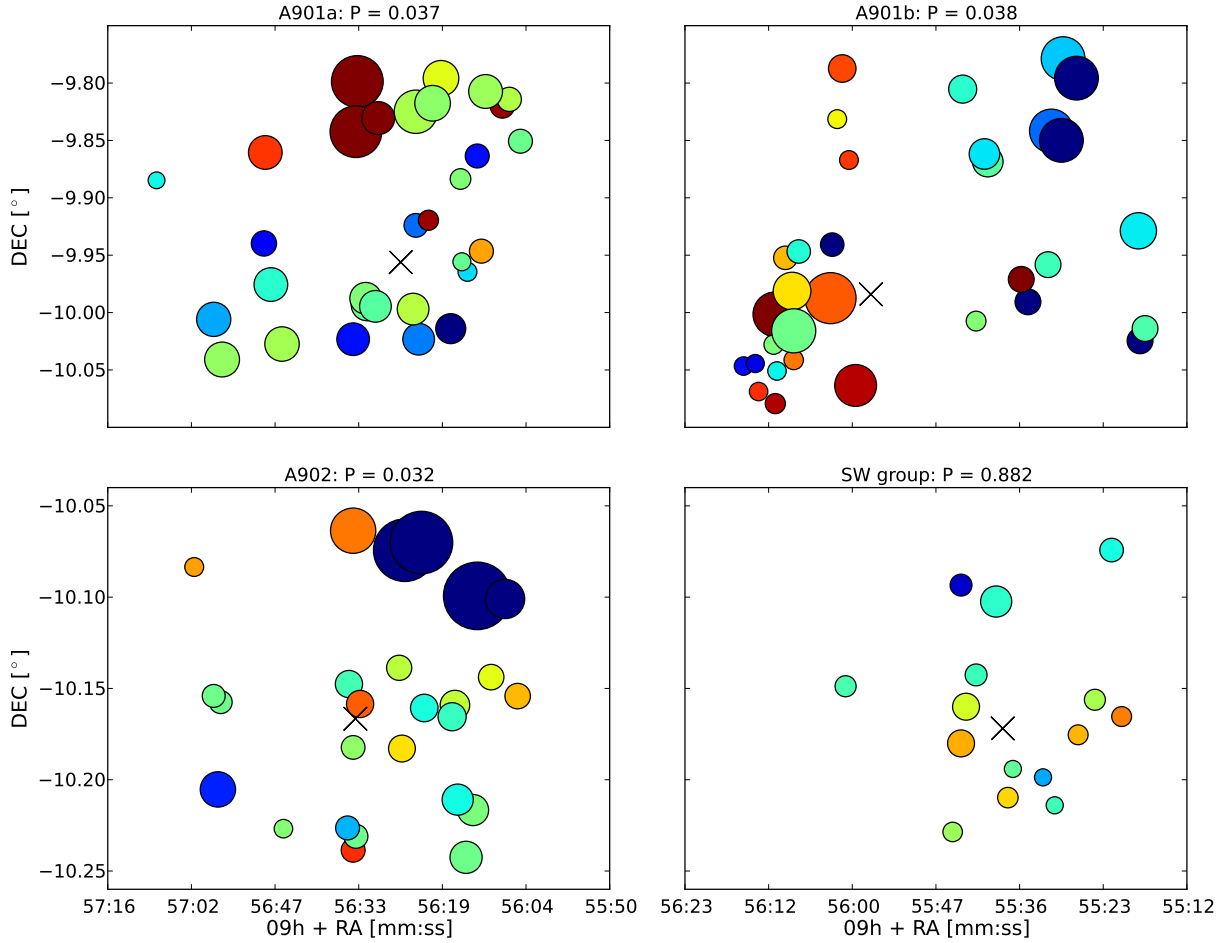 A901a: P = 0.037
A901b: P = 0.038
DEC [°]
−9.80
−9.85
−9.90
−9.95
−10.00
−10.05
A902: P = 0.032
SW group: P = 0.882
DEC [°]
−10.05
−10.10
−10.15
−10.20
−10.25
57:16 57:02 56:47 56:33 56:19 56:04 55:50
56:23 56:12 56:00 55:47 55:36 55:23 55:12
09h + RA [mm:ss]
09h + RA [mm:ss]